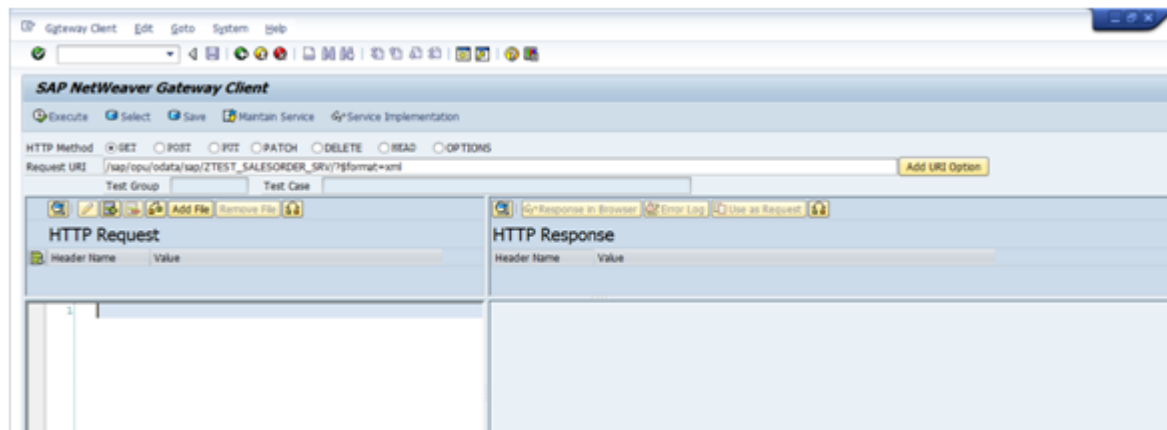 Gateway Client Edit Goto System Help
SAP NetWeaver Gateway Client
Execute Select Save Maintain Service Service Implementation
HTTP Method GET POST PUT PATCH DELETE HEAD OPTIONS
Request URI /sap/opu/odata/sap/ZTEST_SALESORDER_SRV/?$format=xml Add URI Option
Test Group Test Case
Add File Remove File Response in Browser Error Log Use as Request
HTTP Request HTTP Response
Header Name Value Header Name Value
1